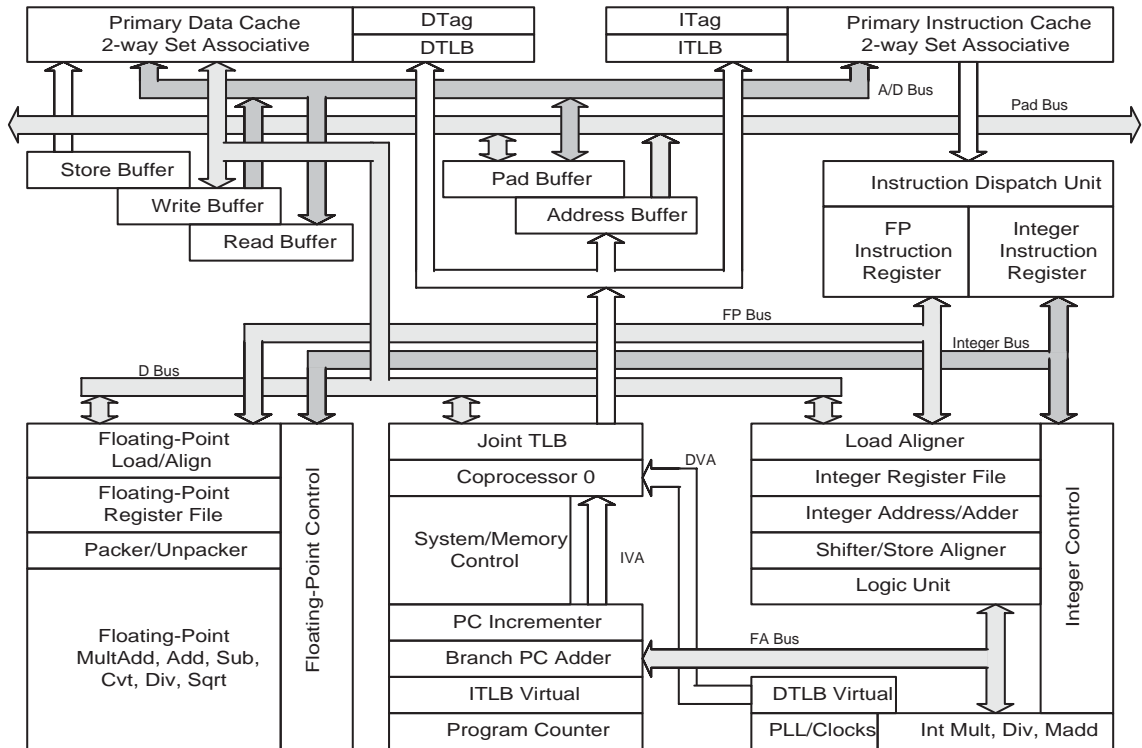 Primary Data Cache
2-way Set Associative
DTag
DTLB
ITag
ITLB
Primary Instruction Cache
2-way Set Associative
A/D Bus
Pad Bus
Store Buffer
Write Buffer
Read Buffer
Pad Buffer
Address Buffer
Instruction Dispatch Unit
FP
Instruction
Register
Integer
Instruction
Register
FP Bus
Integer Bus
D Bus
Floating-Point
Load/Align
Floating-Point
Register File
Packer/Unpacker
Floating-Point
MultAdd, Add, Sub,
Cvt, Div, Sqrt
Floating-Point Control
Joint TLB
Coprocessor 0
System/Memory
Control
PC Incrementer
Branch PC Adder
ITLB Virtual
Program Counter
DVA
IVA
FA Bus
Load Aligner
Integer Register File
Integer Address/Adder
Shifter/Store Aligner
Logic Unit
Integer Control
DTLB Virtual
PLL/Clocks
Int Mult, Div, Madd